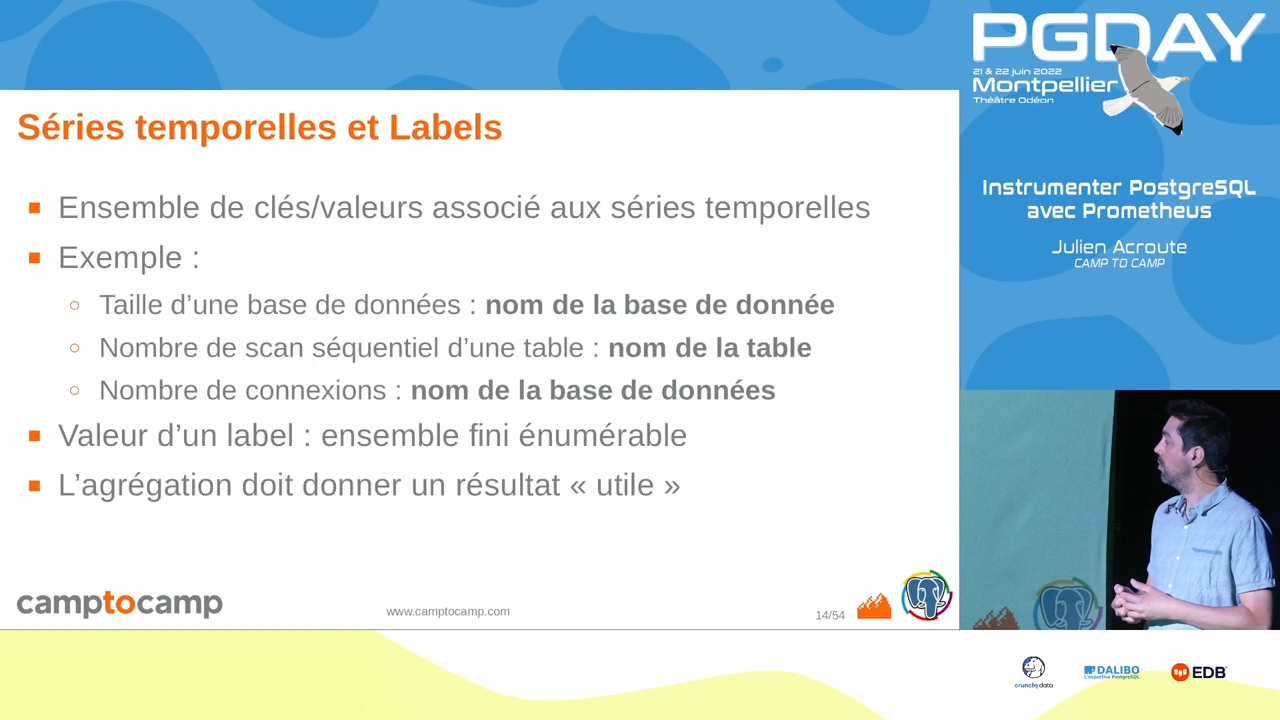 PGDAY
21 & 22 juin 2022
Montpellier
Théâtre Odéon
Séries temporelles et Labels
Ensemble de clés/valeurs associé aux séries temporelles
Exemple :
Taille d’une base de données : nom de la base de donnée
Nombre de scan séquentiel d’une table : nom de la table
Nombre de connexions : nom de la base de données
Valeur d’un label : ensemble fini énumérable
L’agrégation doit donner un résultat « utile »
camptocamp
www.camptocamp.com
14/54
Instrumenter PostgreSQL
avec Prometheus
Julien Acroute
CAMP TO CAMP
crunchydata
DALIBO
L'expertise PostgreSQL
EDB